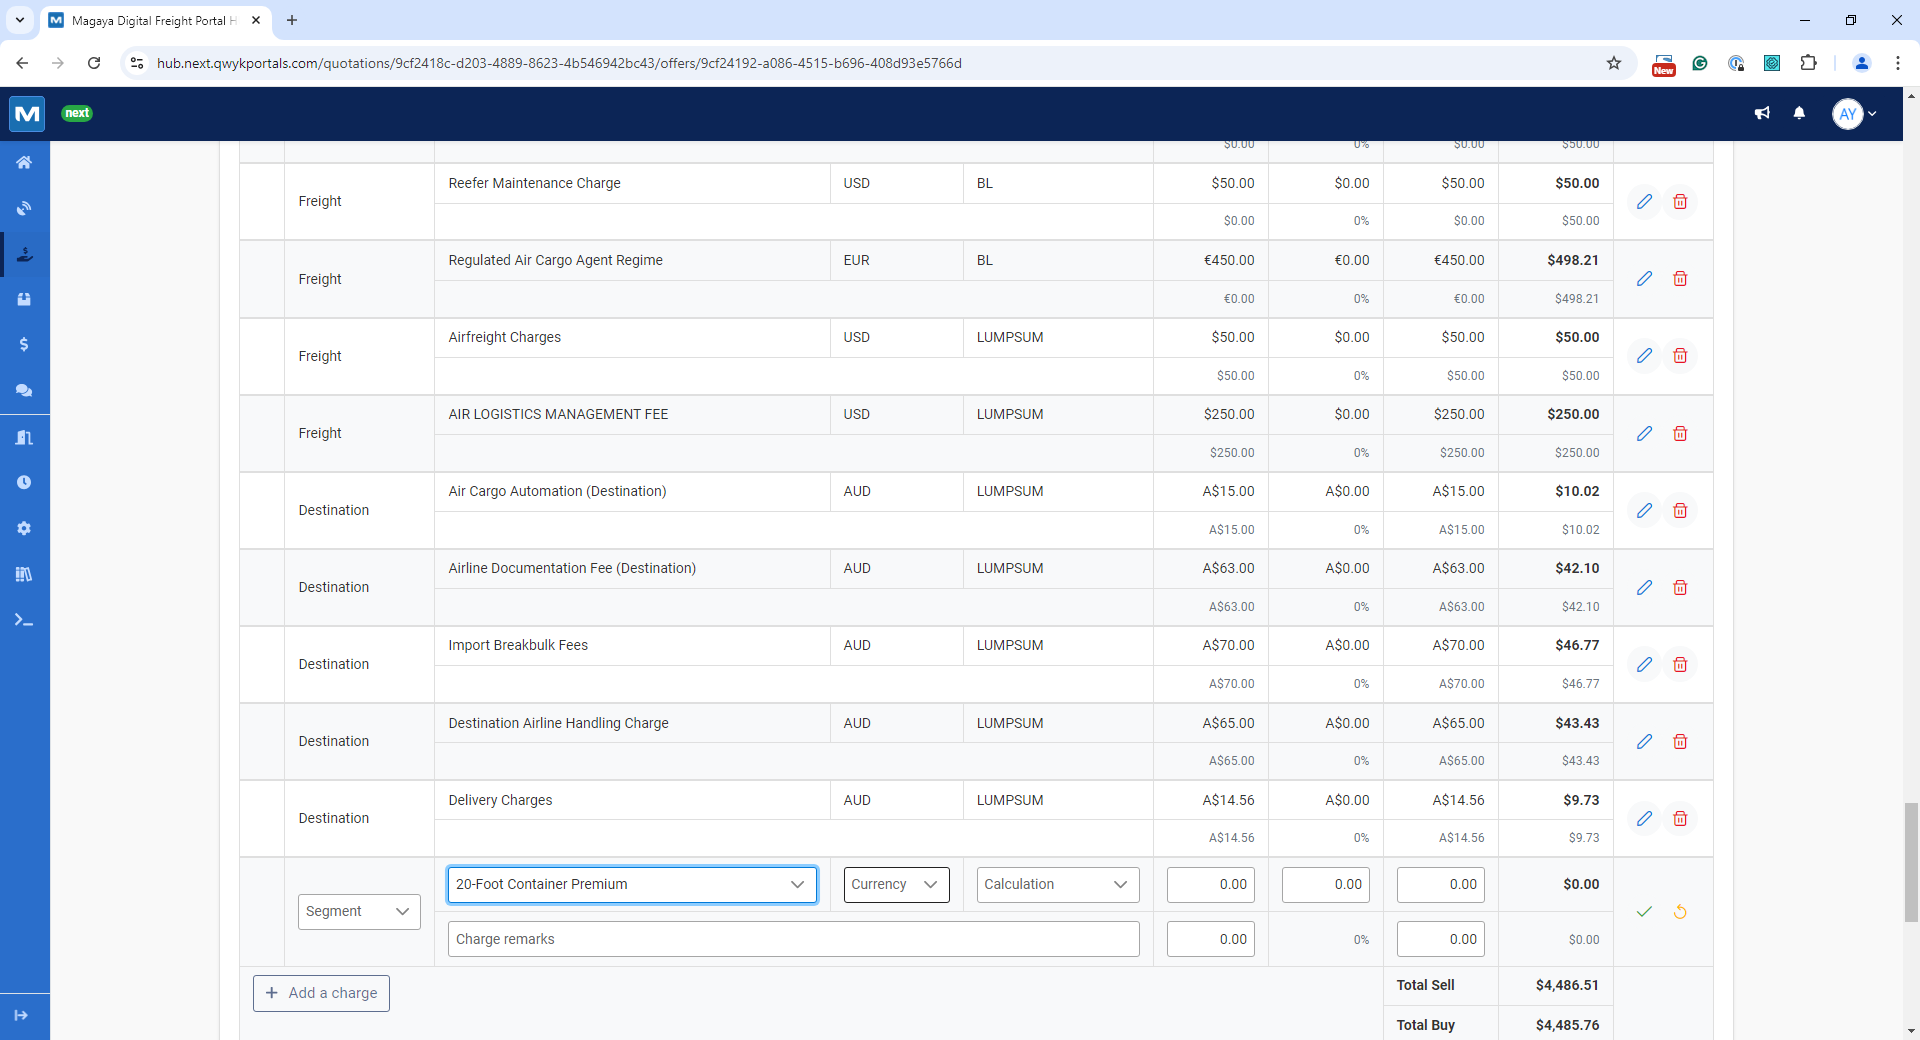 Magaya Digital Freight Portal H
hub.next.qwykportals.com/quotations/9cf2418c-d203-4889-8623-4b546942bc43/offers/9cf24192-a086-4515-b696-408d93e5766d
New
next
AY
$0.00 0% $0.00 $50.00
Freight Reefer Maintenance Charge USD BL $50.00 $0.00 $50.00 $50.00
$0.00 0% $0.00 $50.00
Freight Regulated Air Cargo Agent Regime EUR BL €450.00 €0.00 €450.00 $498.21
€0.00 0% €0.00 $498.21
Freight Airfreight Charges USD LUMPSUM $50.00 $0.00 $50.00 $50.00
$50.00 0% $50.00 $50.00
Freight AIR LOGISTICS MANAGEMENT FEE USD LUMPSUM $250.00 $0.00 $250.00 $250.00
$250.00 0% $250.00 $250.00
Destination Air Cargo Automation (Destination) AUD LUMPSUM A$15.00 A$0.00 A$15.00 $10.02
A$15.00 0% A$15.00 $10.02
Destination Airline Documentation Fee (Destination) AUD LUMPSUM A$63.00 A$0.00 A$63.00 $42.10
A$63.00 0% A$63.00 $42.10
Destination Import Breakbulk Fees AUD LUMPSUM A$70.00 A$0.00 A$70.00 $46.77
A$70.00 0% A$70.00 $46.77
Destination Destination Airline Handling Charge AUD LUMPSUM A$65.00 A$0.00 A$65.00 $43.43
A$65.00 0% A$65.00 $43.43
Destination Delivery Charges AUD LUMPSUM A$14.56 A$0.00 A$14.56 $9.73
A$14.56 0% A$14.56 $9.73
Segment 20-Foot Container Premium Currency Calculation 0.00 0.00 0.00 $0.00
Charge remarks 0.00 0% 0.00 $0.00
+ Add a charge
Total Sell $4,486.51
Total Buy $4,485.76